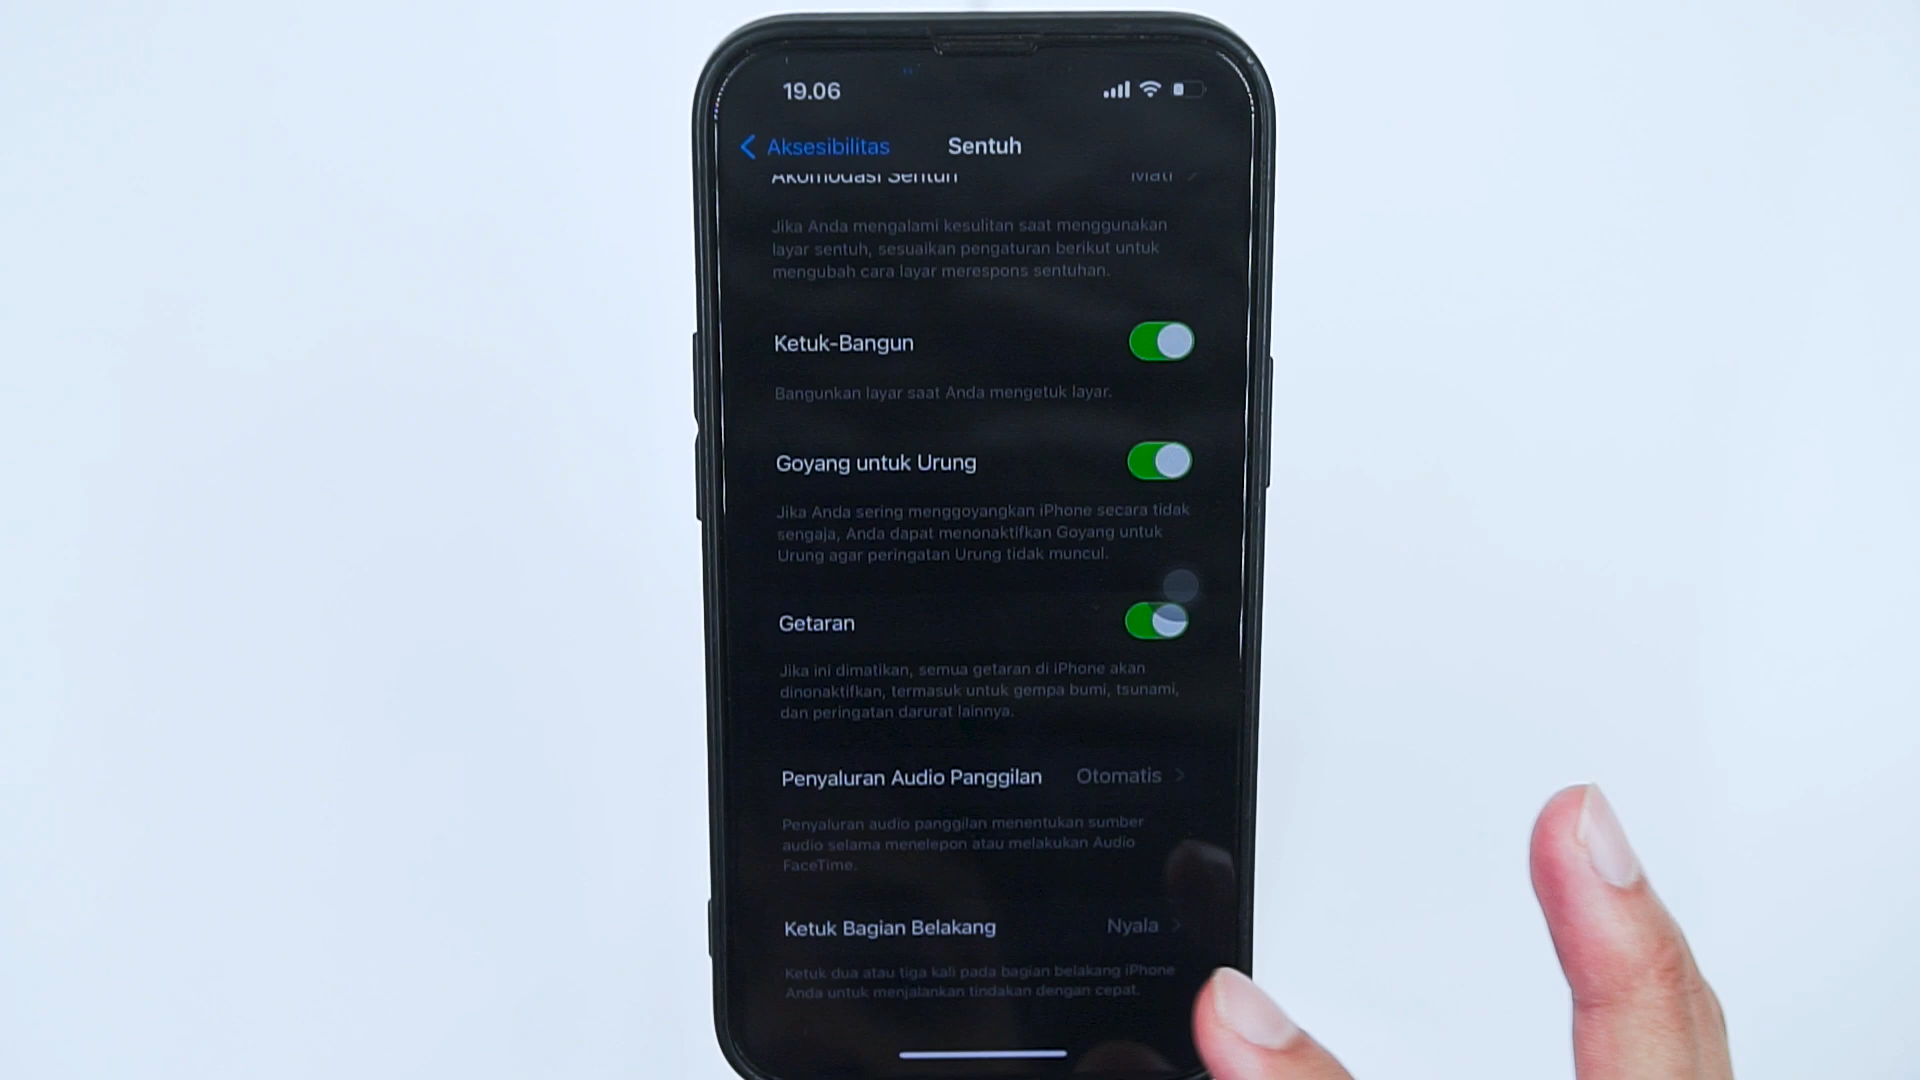 19.06
Aksesibilitas
Sentuh
Akomodasi Sentuh
Mati
Jika Anda mengalami kesulitan saat menggunakan
layar sentuh, sesuaikan pengaturan berikut untuk
mengubah cara layar merespons sentuhan.
Ketuk-Bangun
Bangunkan layar saat Anda mengetuk layar.
Goyang untuk Urung
Jika Anda sering menggoyangkan iPhone secara tidak
sengaja, Anda dapat menonaktifkan Goyang untuk
Urung agar peringatan Urung tidak muncul.
Getaran
Jika ini dimatikan, semua getaran di iPhone akan
dinonaktifkan, termasuk untuk gempa bumi, tsunami,
dan peringatan darurat lainnya.
Penyaluran Audio Panggilan
Otomatis
Penyaluran audio panggilan menentukan sumber
audio selama menelepon atau melakukan Audio
FaceTime.
Ketuk Bagian Belakang
Nyala
Ketuk dua atau tiga kali pada bagian belakang iPhone
Anda untuk menjalankan tindakan dengan cepat.